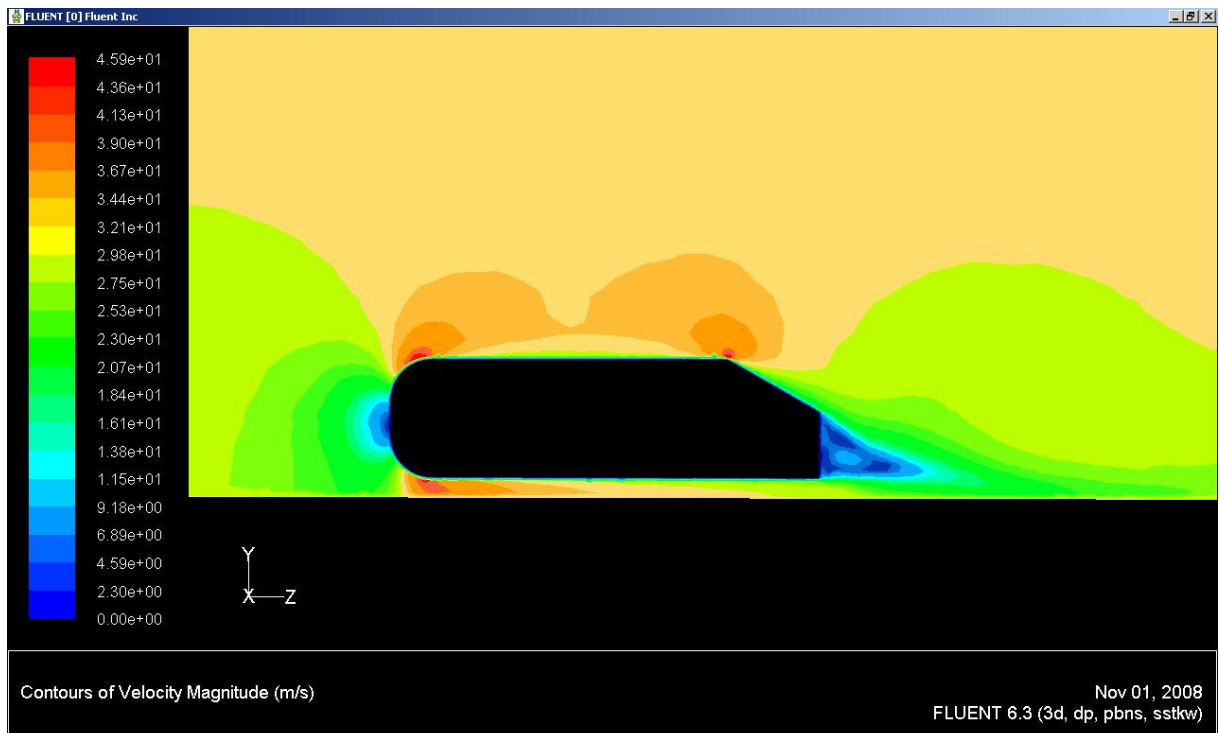 FLUENT [0] Fluent Inc
4.59e+01
4.36e+01
4.13e+01
3.90e+01
3.67e+01
3.44e+01
3.21e+01
2.98e+01
2.75e+01
2.53e+01
2.30e+01
2.07e+01
1.84e+01
1.61e+01
1.38e+01
1.15e+01
9.18e+00
6.89e+00
4.59e+00
2.30e+00
0.00e+00
Y
X Z
Contours of Velocity Magnitude (m/s)
Nov 01, 2008
FLUENT 6.3 (3d, dp, pbns, sstkw)